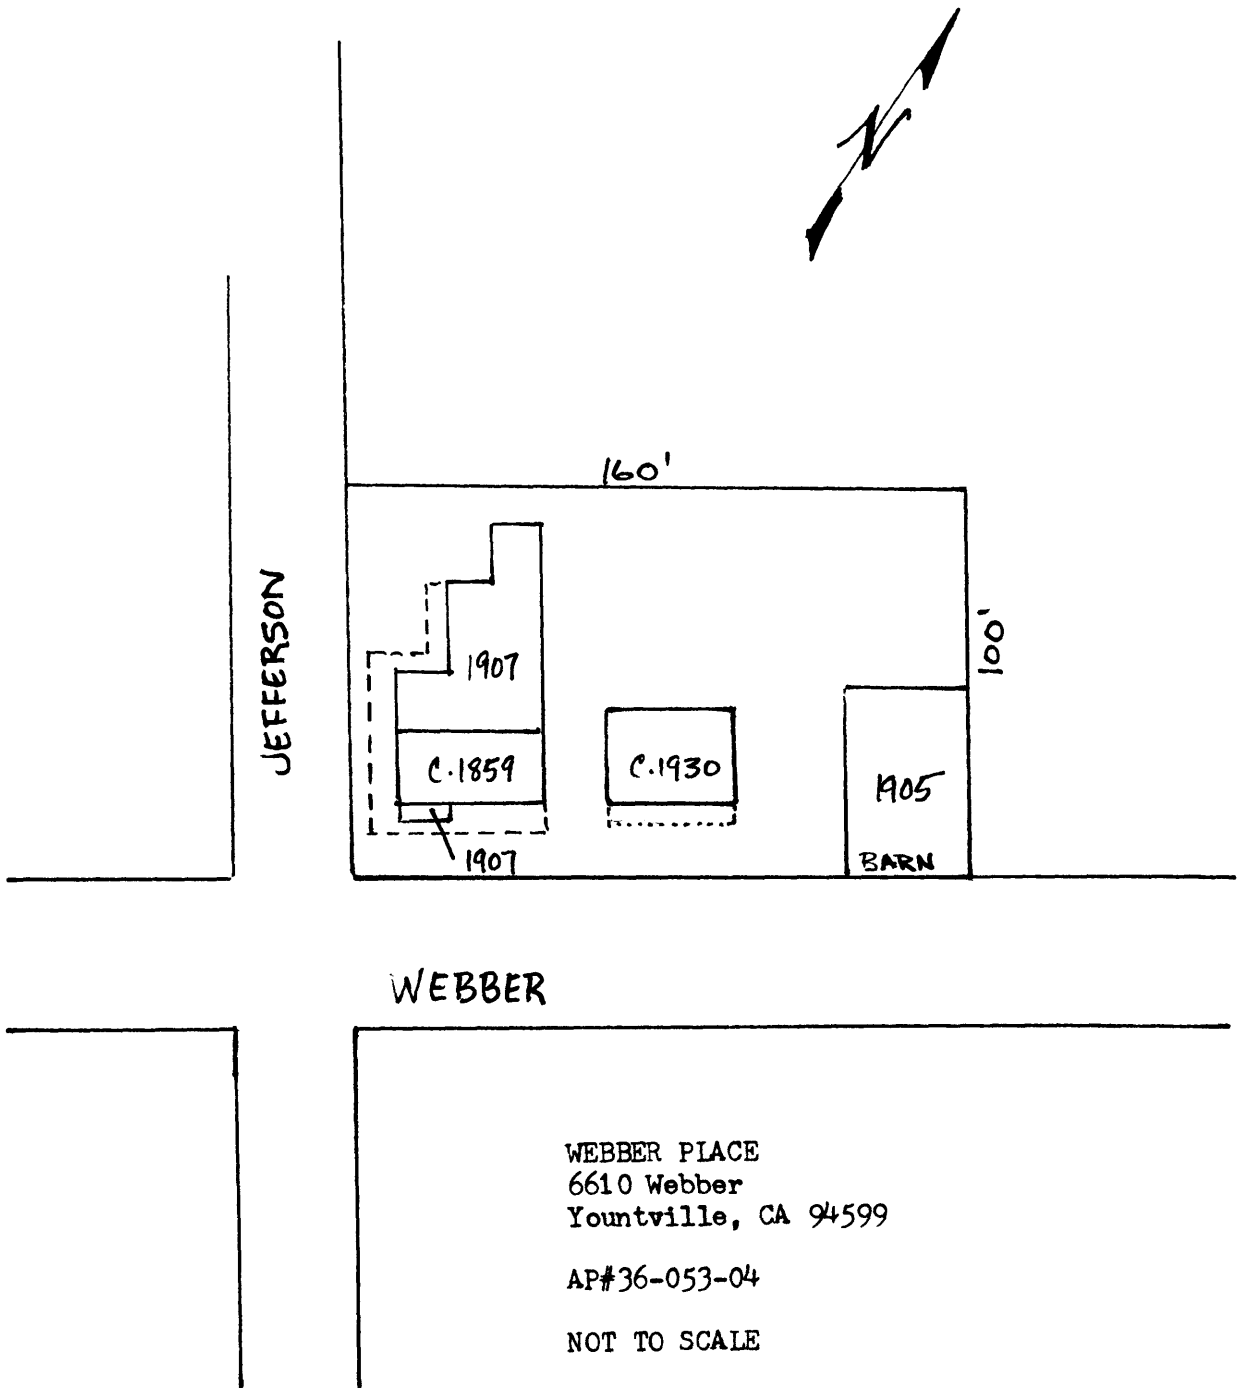 N
160'
JEFFERSON
100'
1907
C.1859
C.1930
1905
BARN
1907
WEBBER
WEBBER PLACE
6610 Webber
Yountville, CA 94599
AP#36-053-04
NOT TO SCALE